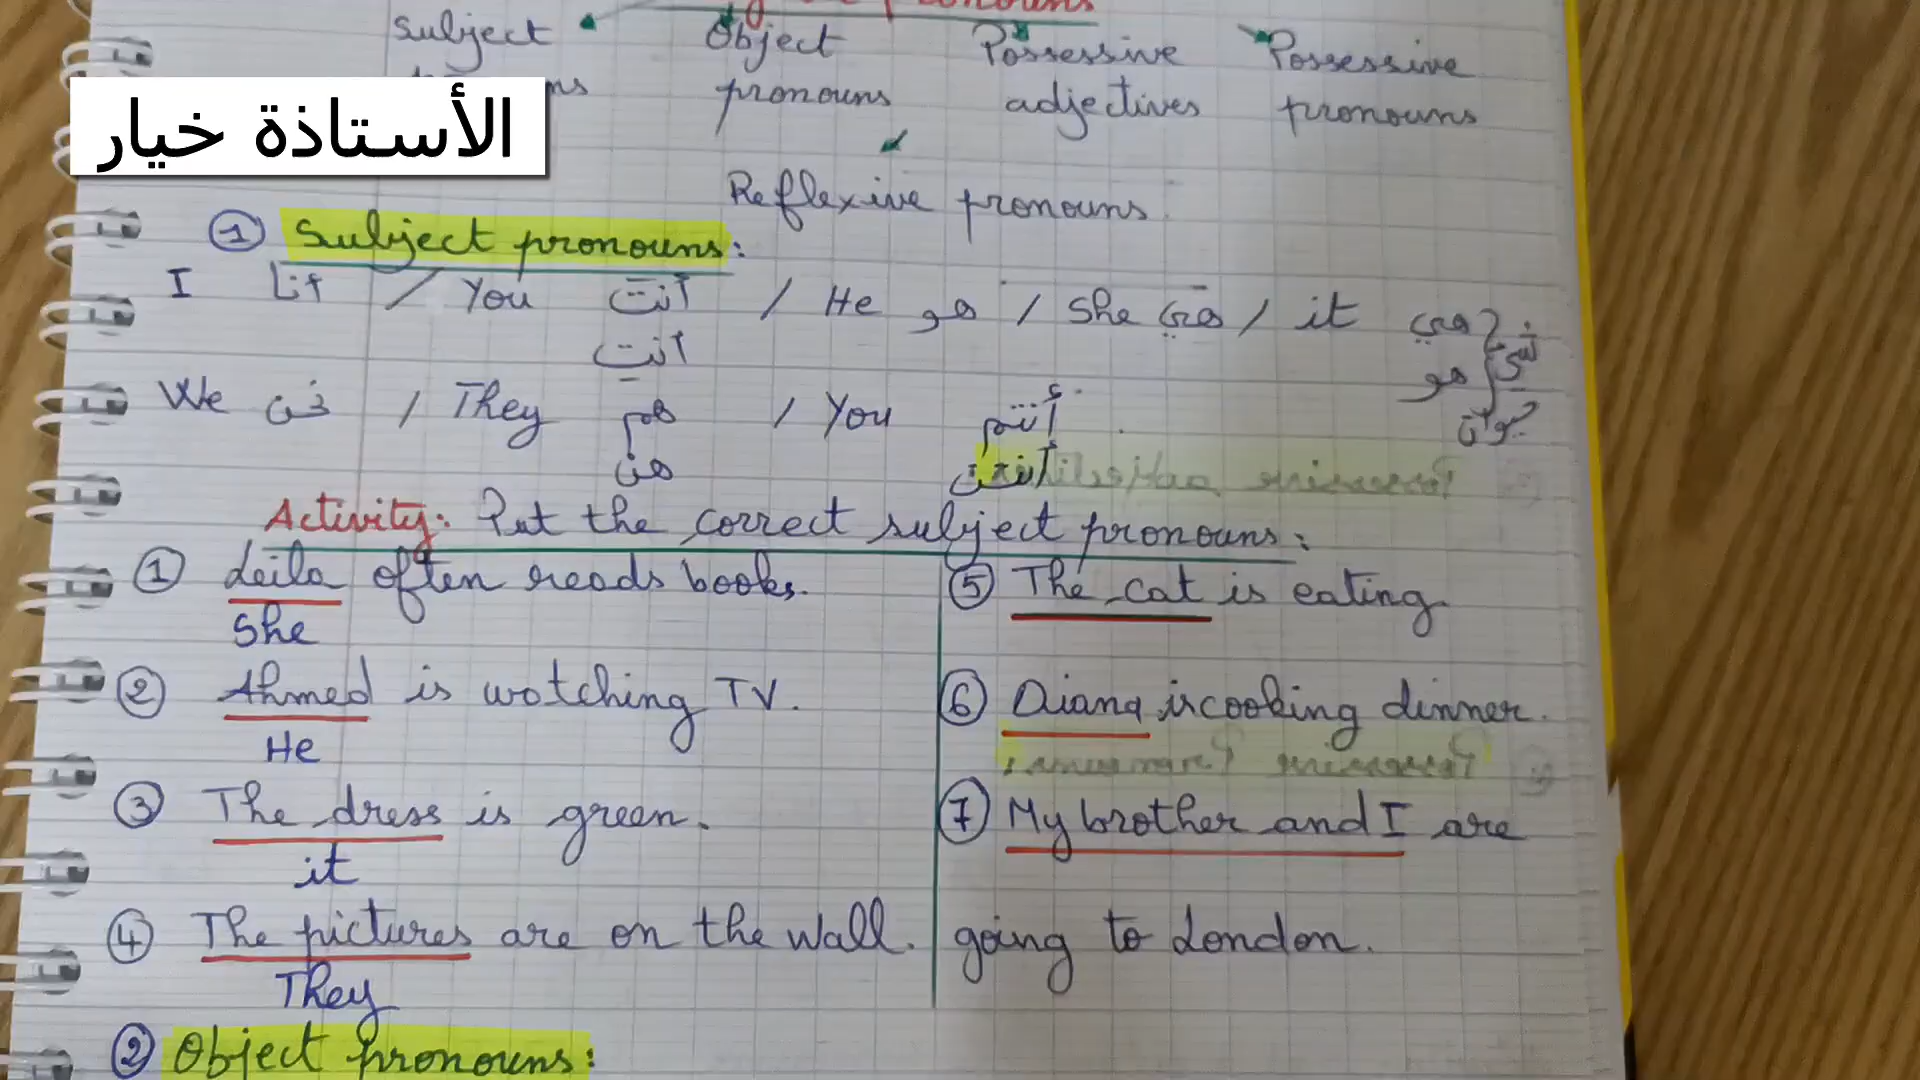 pronouns
Subject Object Possessive Possessive
pronouns adjectives pronouns
الأستاذة خيار
Reflexive pronouns
① Subject pronouns:
I أنا / You أنتَ / He هو / She هي / it هي
أنتِ
شيء
هو
حيوان
We نحن / They هم / You أنتم
هن أنتن
Activity: Put the correct subject pronouns:
① Leila often reads books.
She
② Ahmed is watching TV.
He
③ The dress is green.
it
④ The pictures are on the wall.
They
⑤ The cat is eating.
⑥ Diana is cooking dinner.
⑦ My brother and I are
going to London.
② Object pronouns: